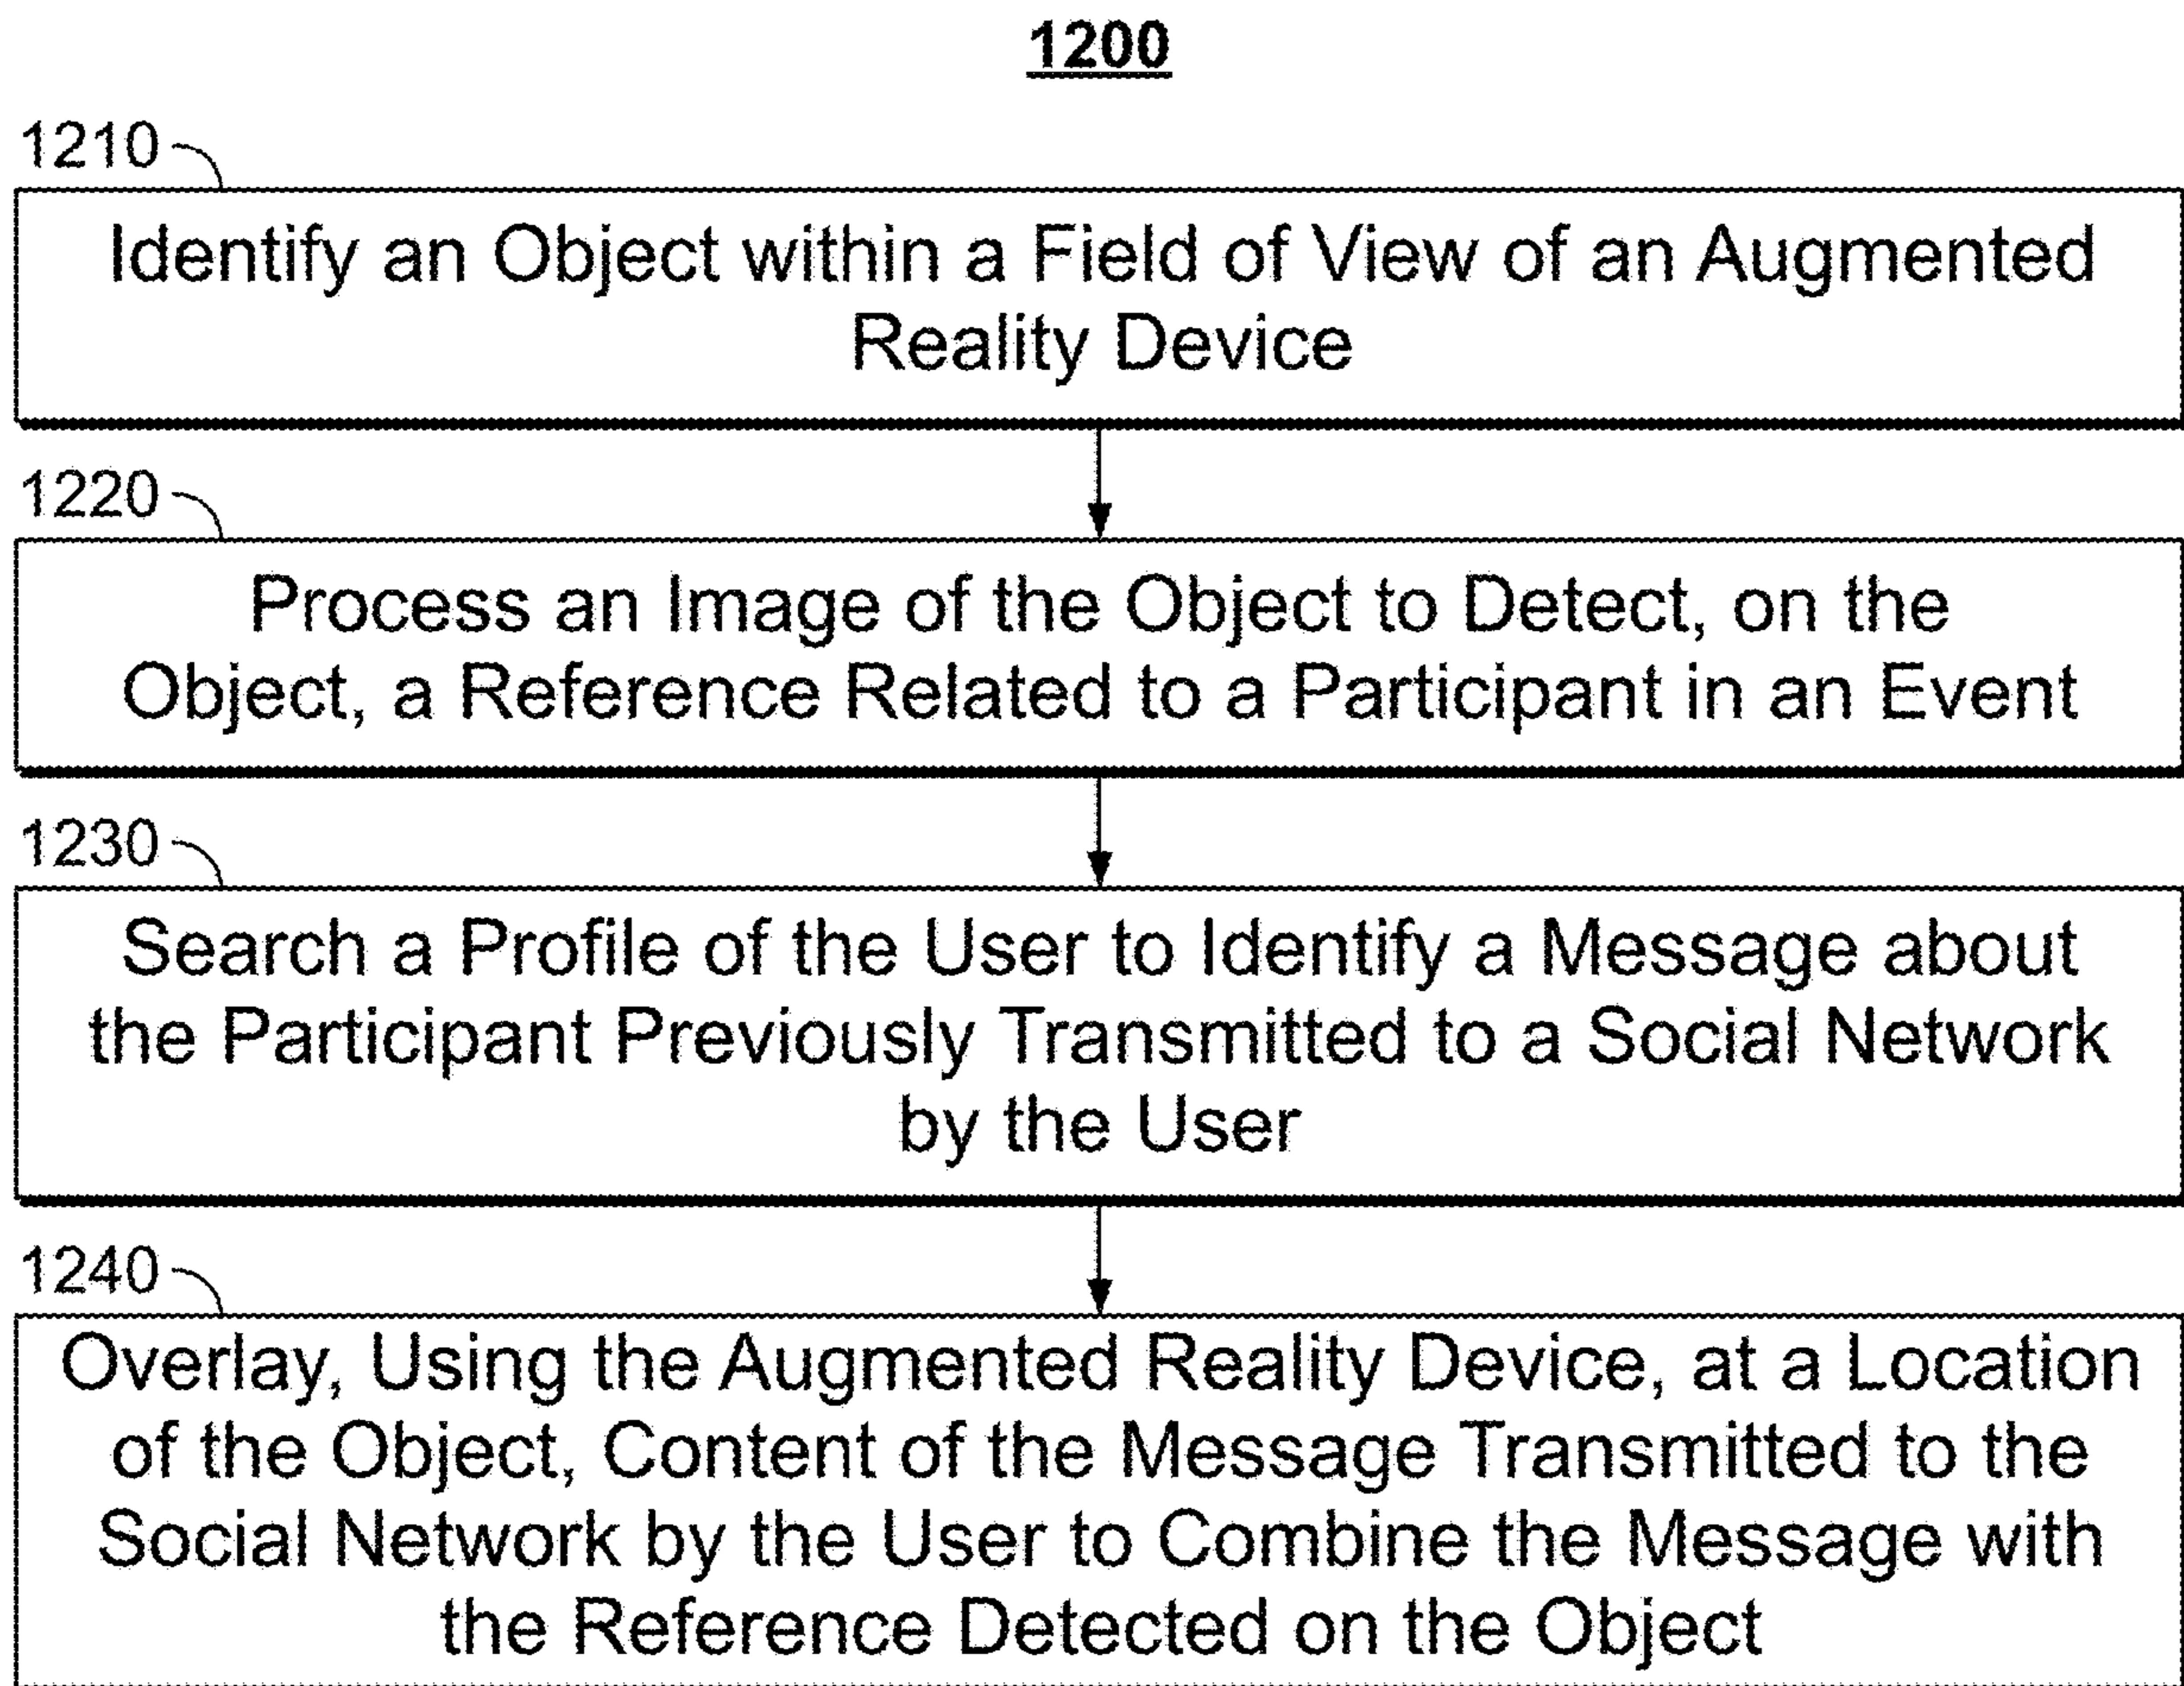 1200
1210
Identify an Object within a Field of View of an Augmented
Reality Device
1220
Process an Image of the Object to Detect, on the
Object, a Reference Related to a Participant in an Event
1230
Search a Profile of the User to Identify a Message about
the Participant Previously Transmitted to a Social Network
by the User
1240
Overlay, Using the Augmented Reality Device, at a Location
of the Object, Content of the Message Transmitted to the
Social Network by the User to Combine the Message with
the Reference Detected on the Object